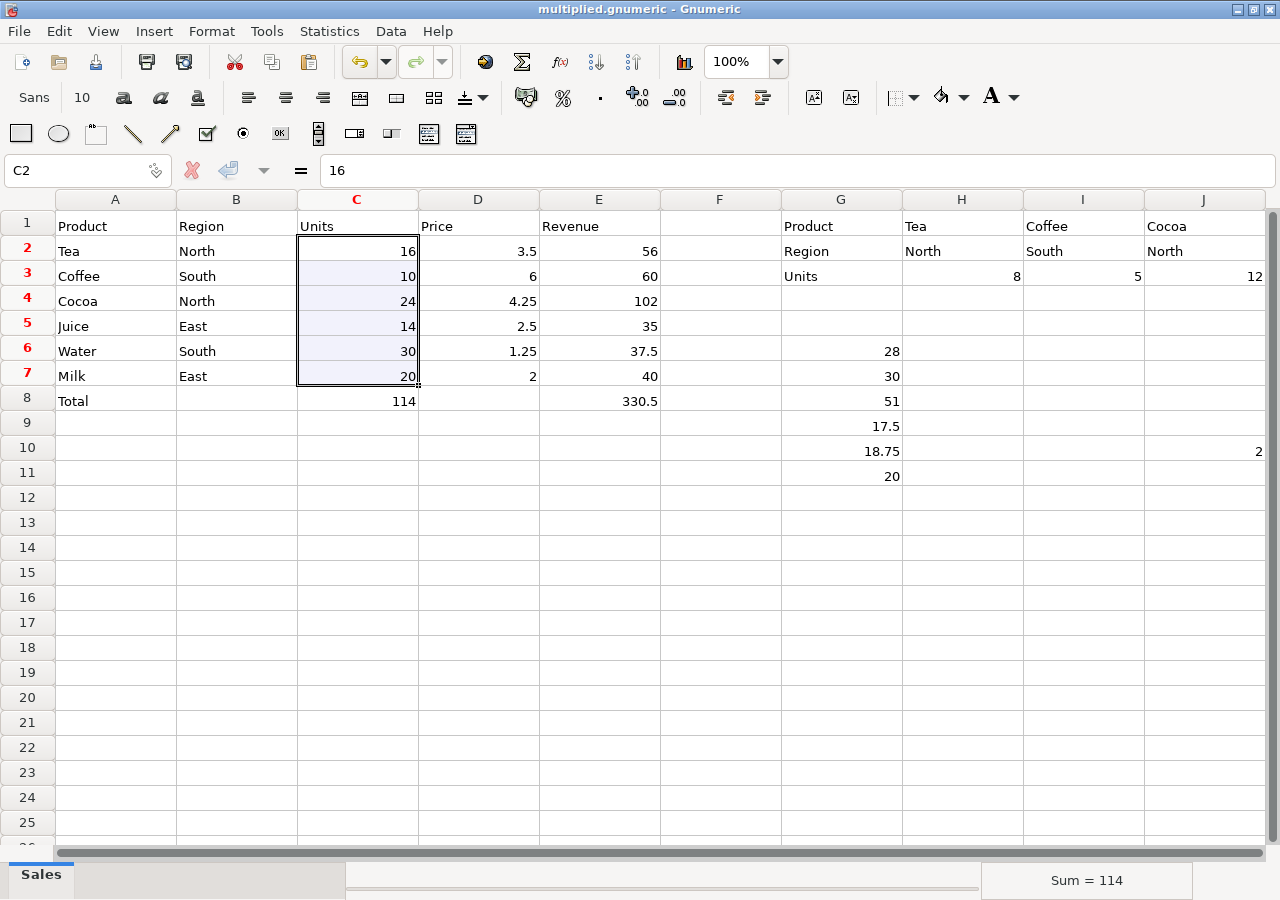 multiplied.gnumeric - Gnumeric
File Edit View Insert Format Tools Statistics Data Help
100%
Sans 10
C2 16
A B C D E F G H I J
1 Product Region Units Price Revenue Product Tea Coffee Cocoa
2 Tea North 16 3.5 56 Region North South North
3 Coffee South 10 6 60 Units 8 5 12
4 Cocoa North 24 4.25 102
5 Juice East 14 2.5 35
6 Water South 30 1.25 37.5 28
7 Milk East 20 2 40 30
8 Total 114 330.5 51
9 17.5
10 18.75 2
11 20
12
13
14
15
16
17
18
19
20
21
22
23
24
25
Sales Sum = 114